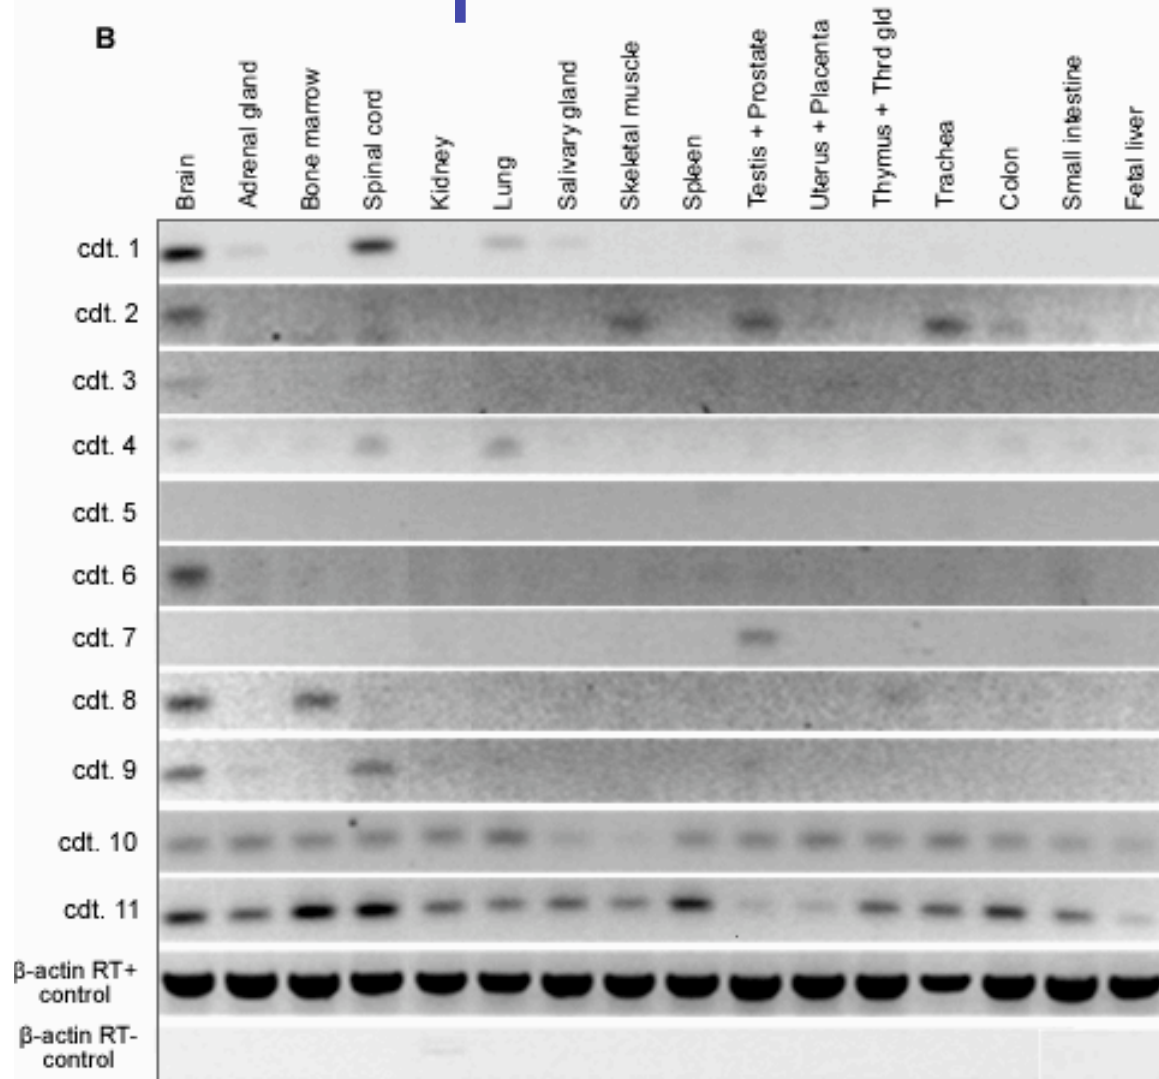 B
Brain
Adrenal gland
Bone marrow
Spinal cord
Kidney
Lung
Salivary gland
Skeletal muscle
Spleen
Testis + Prostate
Uterus + Placenta
Thymus + Thrd gld
Trachea
Colon
Small intestine
Fetal liver
cdt. 1
cdt. 2
cdt. 3
cdt. 4
cdt. 5
cdt. 6
cdt. 7
cdt. 8
cdt. 9
cdt. 10
cdt. 11
β-actin RT+
control
β-actin RT-
control